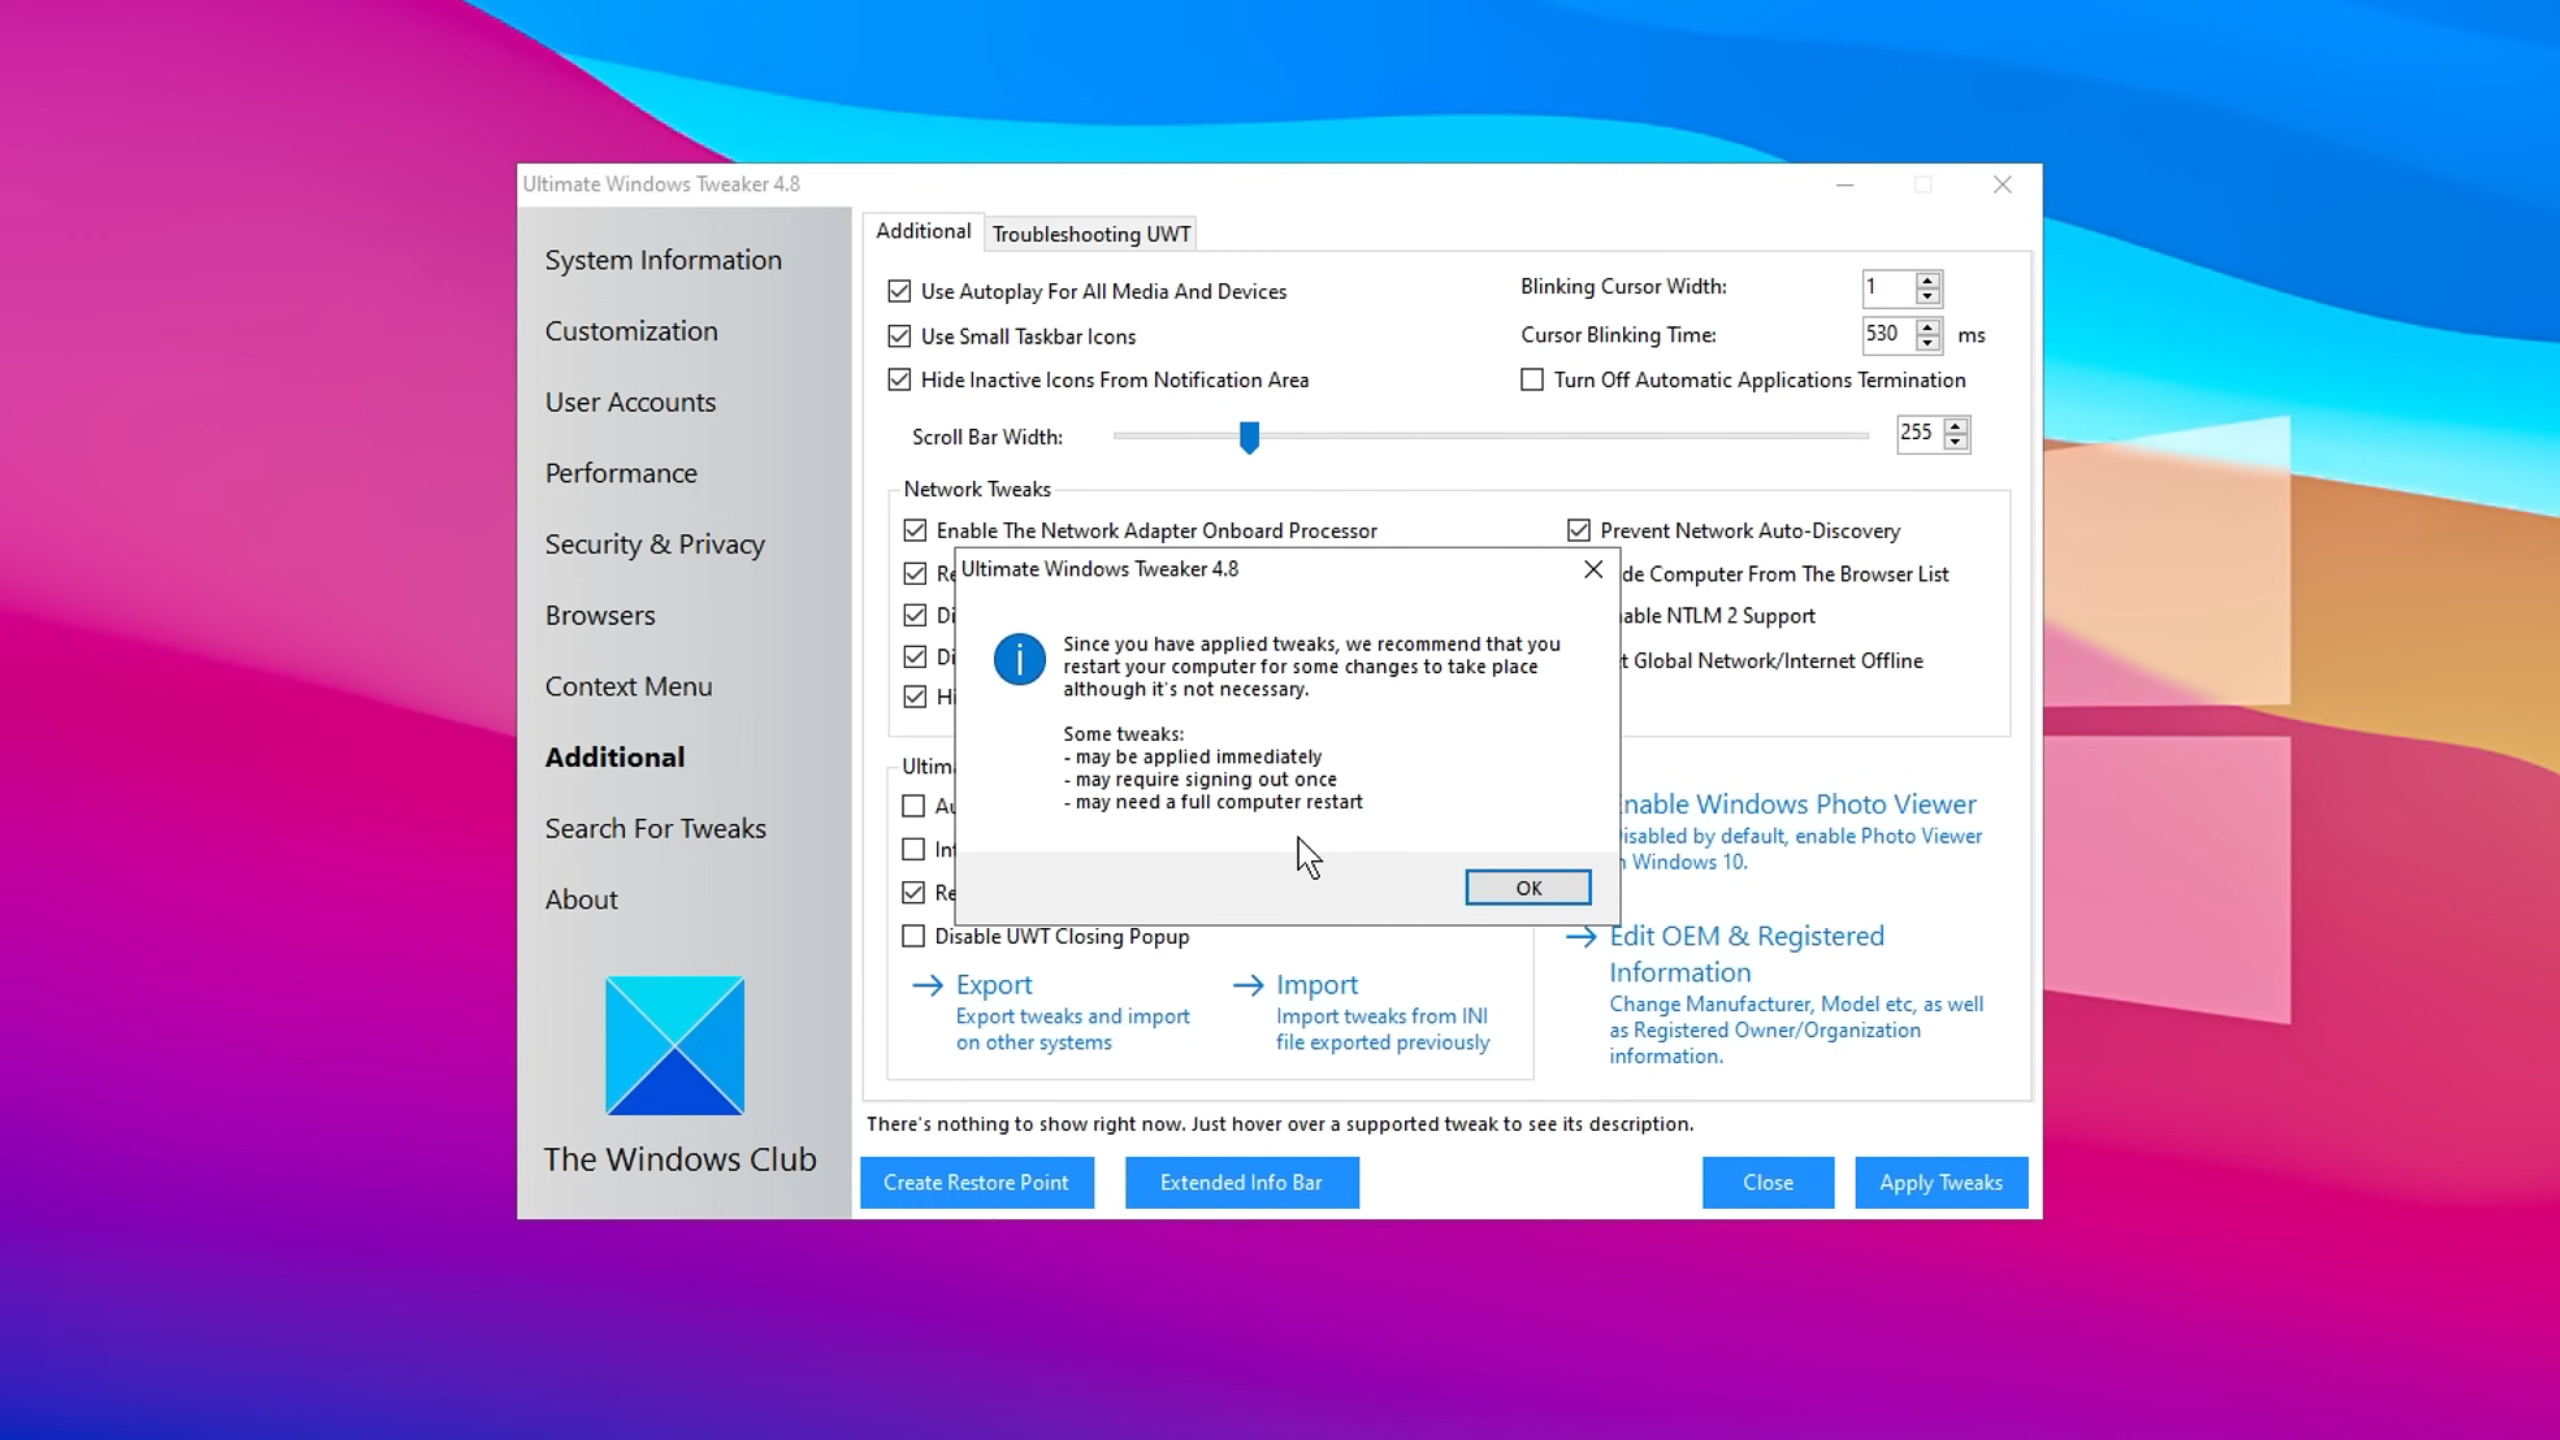 Ultimate Windows Tweaker 4.8
System Information
Customization
User Accounts
Performance
Security & Privacy
Browsers
Context Menu
Additional
Search For Tweaks
About
The Windows Club
Additional
Troubleshooting UWT
Use Autoplay For All Media And Devices
Use Small Taskbar Icons
Hide Inactive Icons From Notification Area
Blinking Cursor Width: 1
Cursor Blinking Time: 530 ms
Turn Off Automatic Applications Termination
Scroll Bar Width: 255
Network Tweaks
Enable The Network Adapter Onboard Processor
Prevent Network Auto-Discovery
Computer From The Browser List
NTLM 2 Support
Global Network/Internet Offline
Ultimate Windows Tweaker 4.8
Since you have applied tweaks, we recommend that you
restart your computer for some changes to take place
although it's not necessary.
Some tweaks:
- may be applied immediately
- may require signing out once
- may need a full computer restart
OK
Disable UWT Closing Popup
Export
Export tweaks and import
on other systems
Import
Import tweaks from INI
file exported previously
Windows Photo Viewer
by default, enable Photo Viewer
Windows 10.
Edit OEM & Registered
Information
Change Manufacturer, Model etc, as well
as Registered Owner/Organization
information.
There's nothing to show right now. Just hover over a supported tweak to see its description.
Create Restore Point
Extended Info Bar
Close
Apply Tweaks